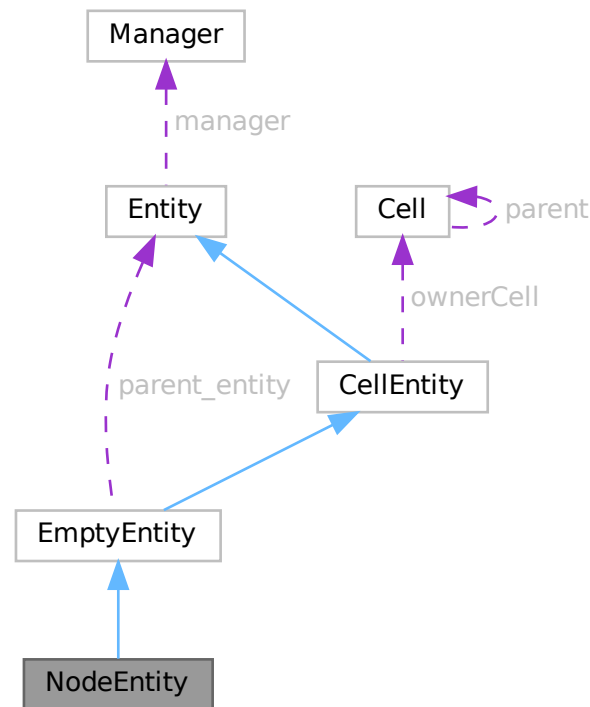 Manager
manager
Entity
Cell
parent
ownerCell
parent_entity
CellEntity
EmptyEntity
NodeEntity